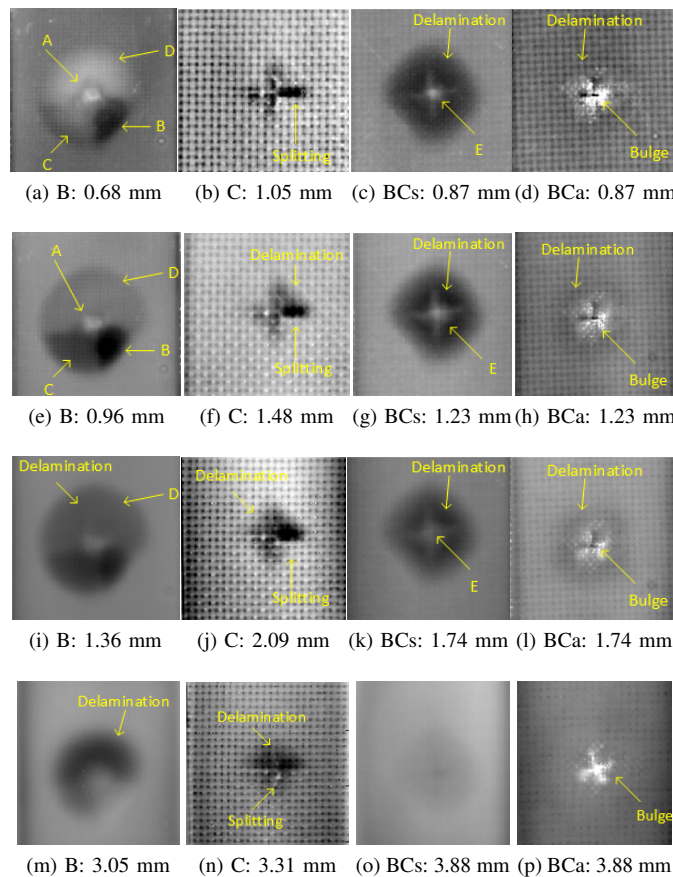 A
D
B
C
Splitting
Delamination
E
Delamination
Bulge
(a) B: 0.68 mm
(b) C: 1.05 mm
(c) BCs: 0.87 mm
(d) BCa: 0.87 mm
A
D
B
C
Delamination
Splitting
Delamination
E
Delamination
Bulge
(e) B: 0.96 mm
(f) C: 1.48 mm
(g) BCs: 1.23 mm
(h) BCa: 1.23 mm
Delamination
D
Delamination
Splitting
Delamination
E
Delamination
Bulge
(i) B: 1.36 mm
(j) C: 2.09 mm
(k) BCs: 1.74 mm
(l) BCa: 1.74 mm
Delamination
Delamination
Splitting
Bulge
(m) B: 3.05 mm
(n) C: 3.31 mm
(o) BCs: 3.88 mm
(p) BCa: 3.88 mm